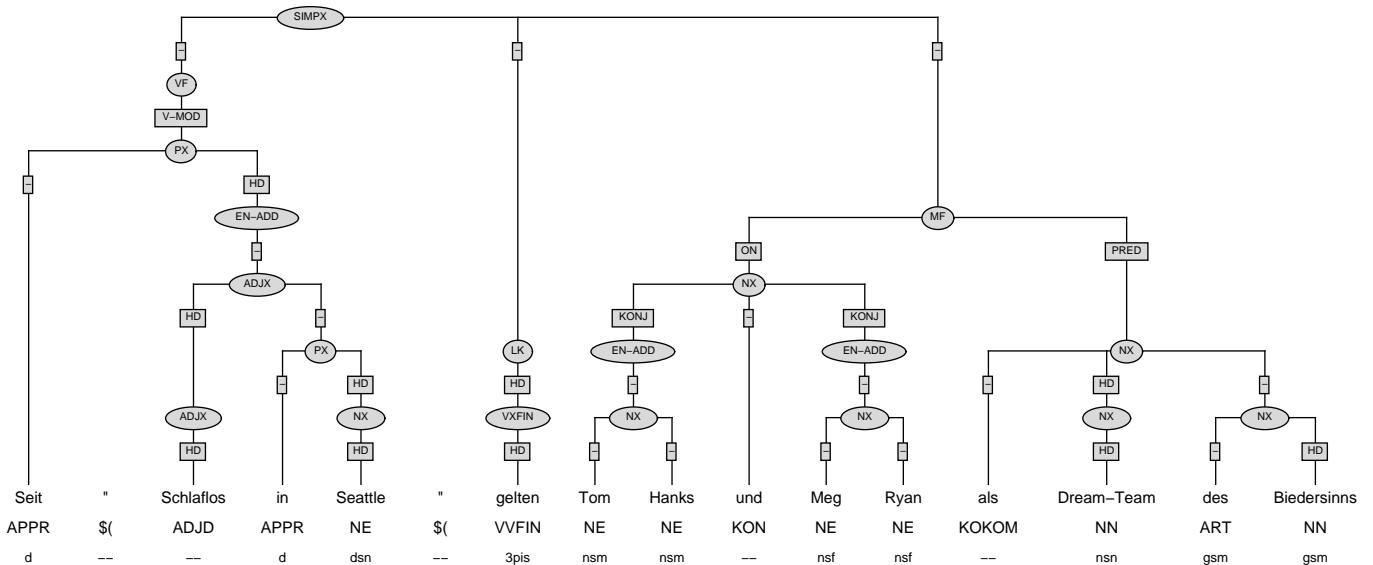 SIMPX
– – –
VF
V–MOD
PX
– HD
EN–ADD MF
– ON PRED
ADJX NX
HD – KONJ – KONJ
PX LK EN–ADD EN–ADD NX
– HD HD – – – HD –
ADJX NX VXFIN NX NX NX NX
HD HD HD – – – – HD – HD
Seit " Schlaflos in Seattle " gelten Tom Hanks und Meg Ryan als Dream–Team des Biedersinns
APPR $( ADJD APPR NE $( VVFIN NE NE KON NE NE KOKOM NN ART NN
d –– –– d dsn –– 3pis nsm nsm –– nsf nsf –– nsn gsm gsm